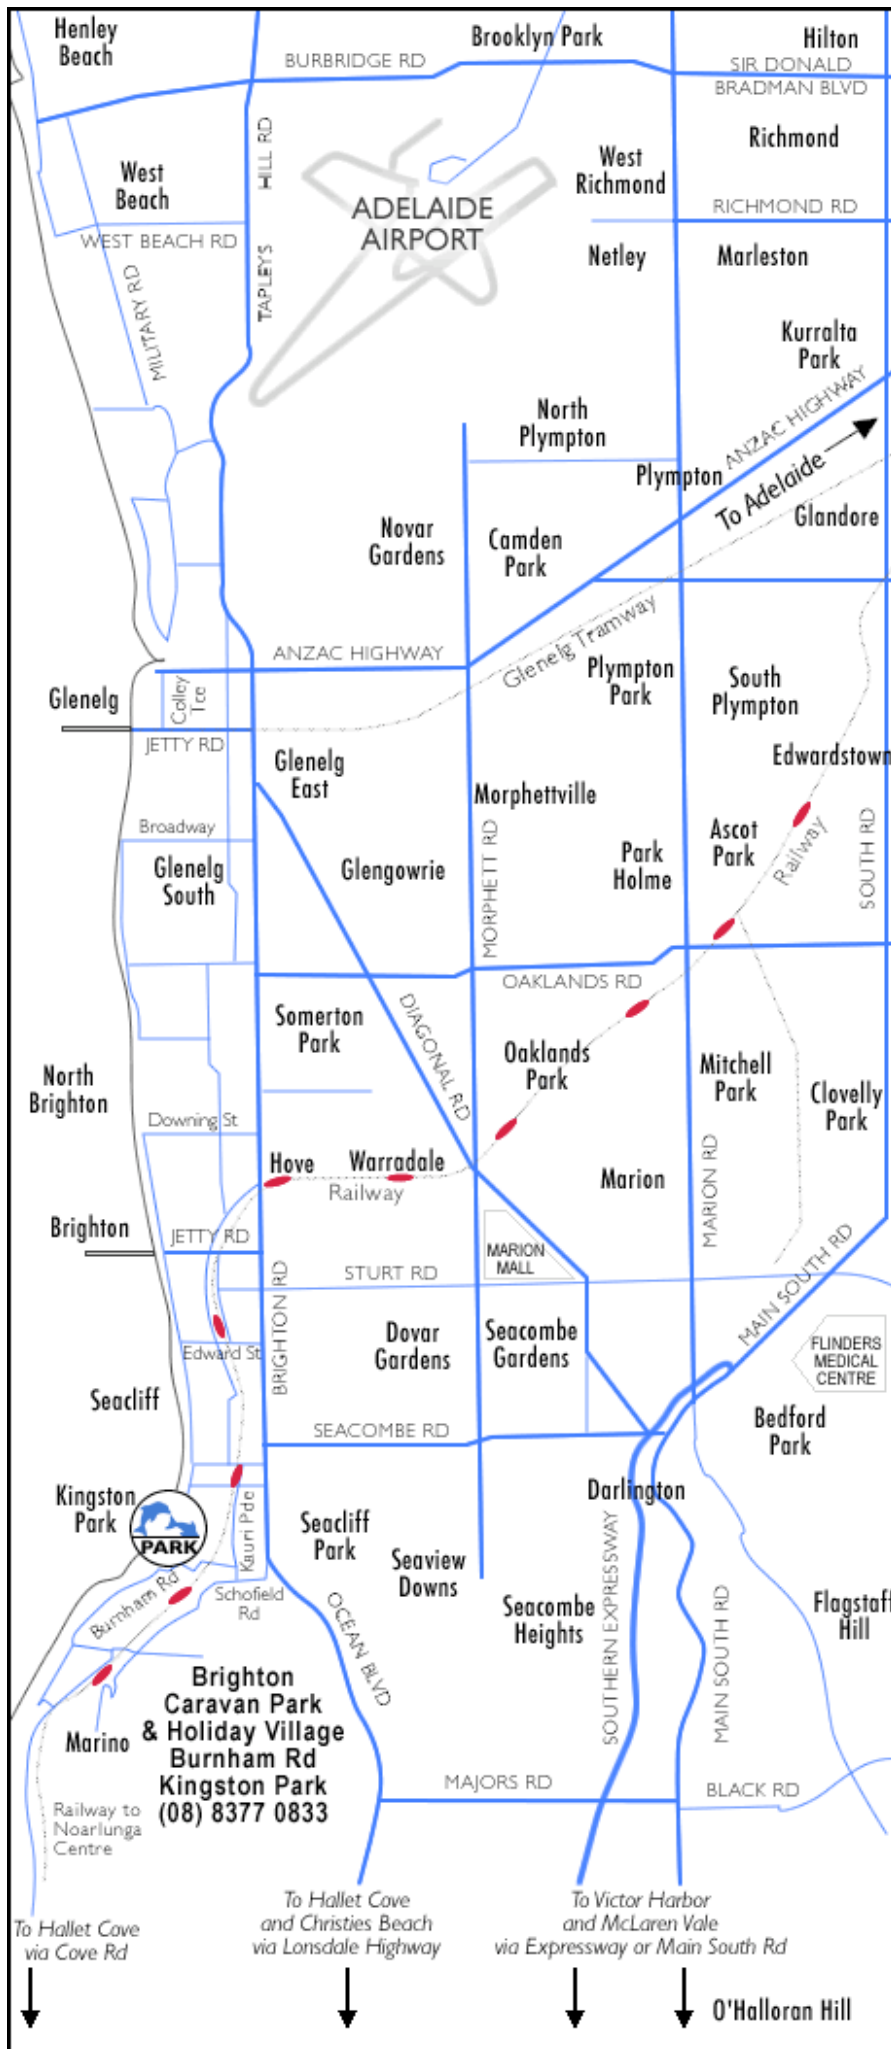 Henley
Beach
Brooklyn Park
Hilton
BURBRIDGE RD
SIR DONALD
BRADMAN BLVD
HILL RD
TAPLEYS
Richmond
West
Beach
West
Richmond
ADELAIDE
AIRPORT
RICHMOND RD
WEST BEACH RD
Netley
Marleston
MILITARY RD
Kurralta
Park
ANZAC HIGHWAY
North
Plympton
Plympton
To Adelaide
Glandore
Novar
Gardens
Camden
Park
Glenelg Tramway
ANZAC HIGHWAY
Plympton
Park
South
Plympton
Glenelg
Colley
Tce
JETTY RD
Glenelg
East
Edwardstown
Morphettville
Broadway
Ascot
Park
Railway
SOUTH RD
Glenelg
South
Glengowrie
Park
Holme
MORPHETT RD
OAKLANDS RD
DIAGONAL RD
Somerton
Park
Oaklands
Park
North
Brighton
Mitchell
Park
Clovelly
Park
Downing St
Hove
Warradale
Railway
Marion
MARION RD
Brighton
JETTY RD
MARION
MALL
STURT RD
MAIN SOUTH RD
BRIGHTON RD
Edward St
Dovar
Gardens
Seacombe
Gardens
FLINDERS
MEDICAL
CENTRE
Seacliff
SEACOMBE RD
Bedford
Park
Kingston
Park
PARK
Kauri Pde
Seacliff
Park
Darlington
Seaview
Downs
Burnham Rd
Schofield
Rd
OCEAN BLVD
Seacombe
Heights
SOUTHERN EXPRESSWAY
MAIN SOUTH RD
Flagstaff
Hill
Marino
Brighton
Caravan Park
& Holiday Village
Burnham Rd
Kingston Park
(08) 8377 0833
MAJORS RD
BLACK RD
Railway to
Noarlunga
Centre
To Hallet Cove
via Cove Rd
To Hallet Cove
and Christies Beach
via Lonsdale Highway
To Victor Harbor
and McLaren Vale
via Expressway or Main South Rd
O'Halloran Hill